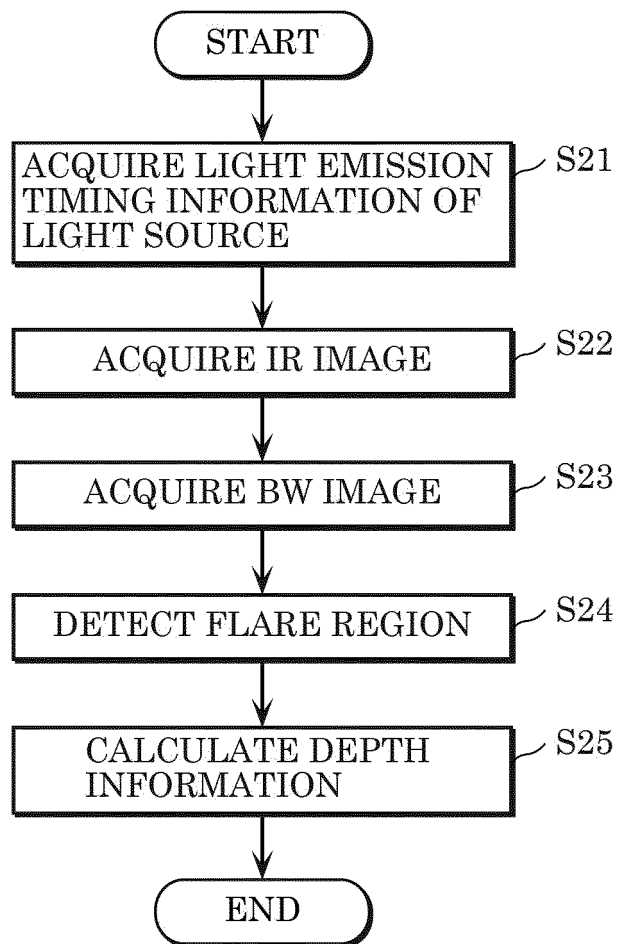 START
ACQUIRE LIGHT EMISSION
TIMING INFORMATION OF
LIGHT SOURCE
S21
ACQUIRE IR IMAGE
S22
ACQUIRE BW IMAGE
S23
DETECT FLARE REGION
S24
CALCULATE DEPTH
INFORMATION
S25
END